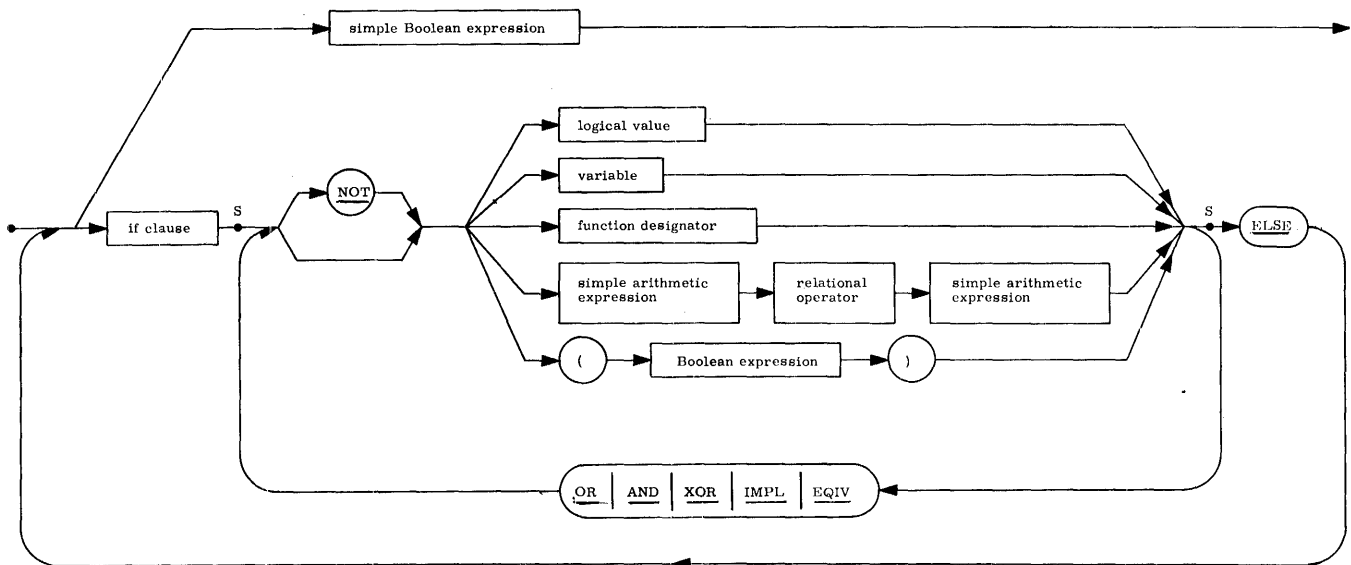 simple Boolean expression
logical value
NOT
variable
S
if clause
function designator
S
ELSE
simple arithmetic
expression
relational
operator
simple arithmetic
expression
(
Boolean expression
)
OR AND XOR IMPL EQIV